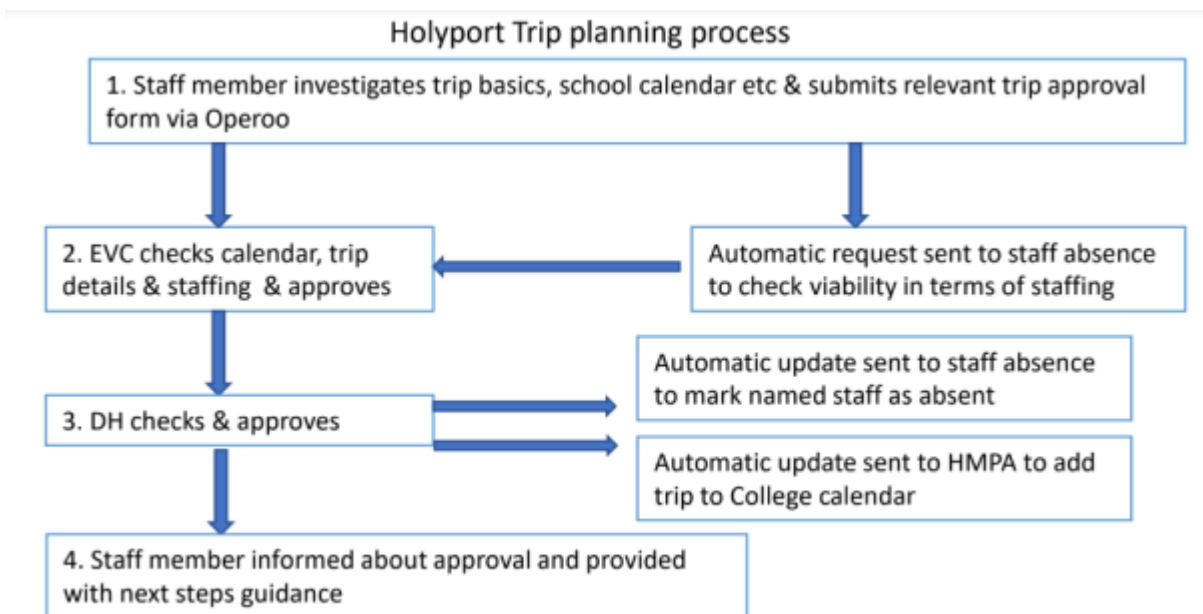 Holyport Trip planning process
1. Staff member investigates trip basics, school calendar etc & submits relevant trip approval
form via Operoo
2. EVC checks calendar, trip
details & staffing & approves
Automatic request sent to staff absence
to check viability in terms of staffing
Automatic update sent to staff absence
to mark named staff as absent
3. DH checks & approves
Automatic update sent to HMPA to add
trip to College calendar
4. Staff member informed about approval and provided
with next steps guidance